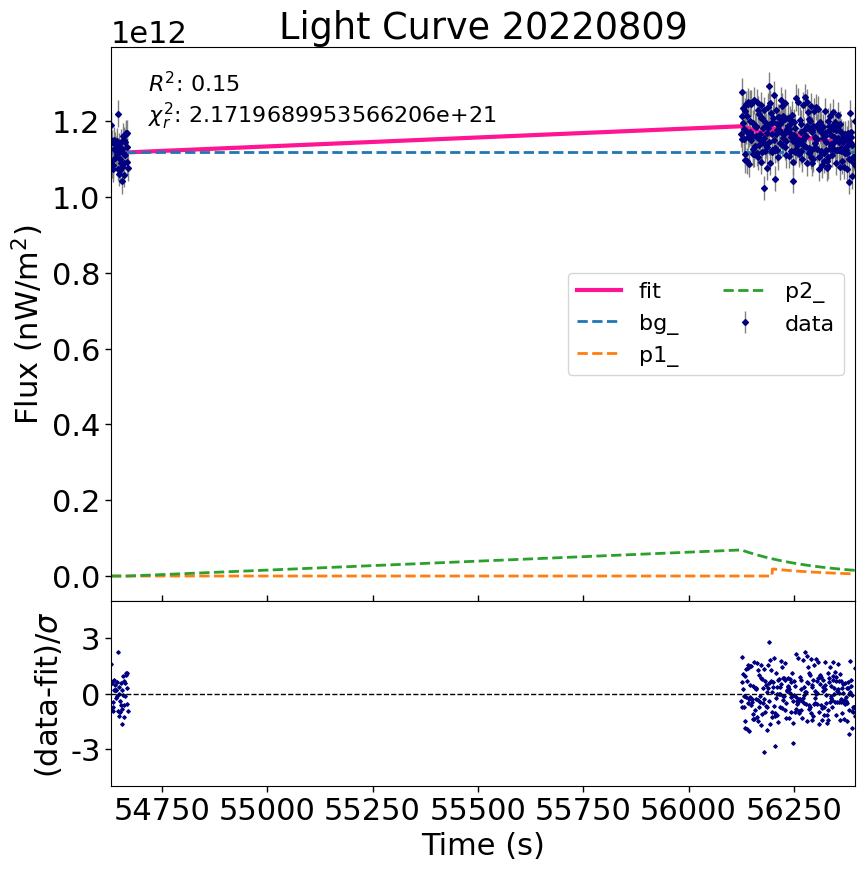 Light Curve 20220809
1e12
R²: 0.15
χ²ᵣ: 2.1719689953566206e+21
Flux (nW/m²)
1.2
1.0
0.8
0.6
0.4
0.2
0.0
fit
bg_
p1_
p2_
data
(data-fit)/σ
3
0
-3
54750 55000 55250 55500 55750 56000 56250
Time (s)